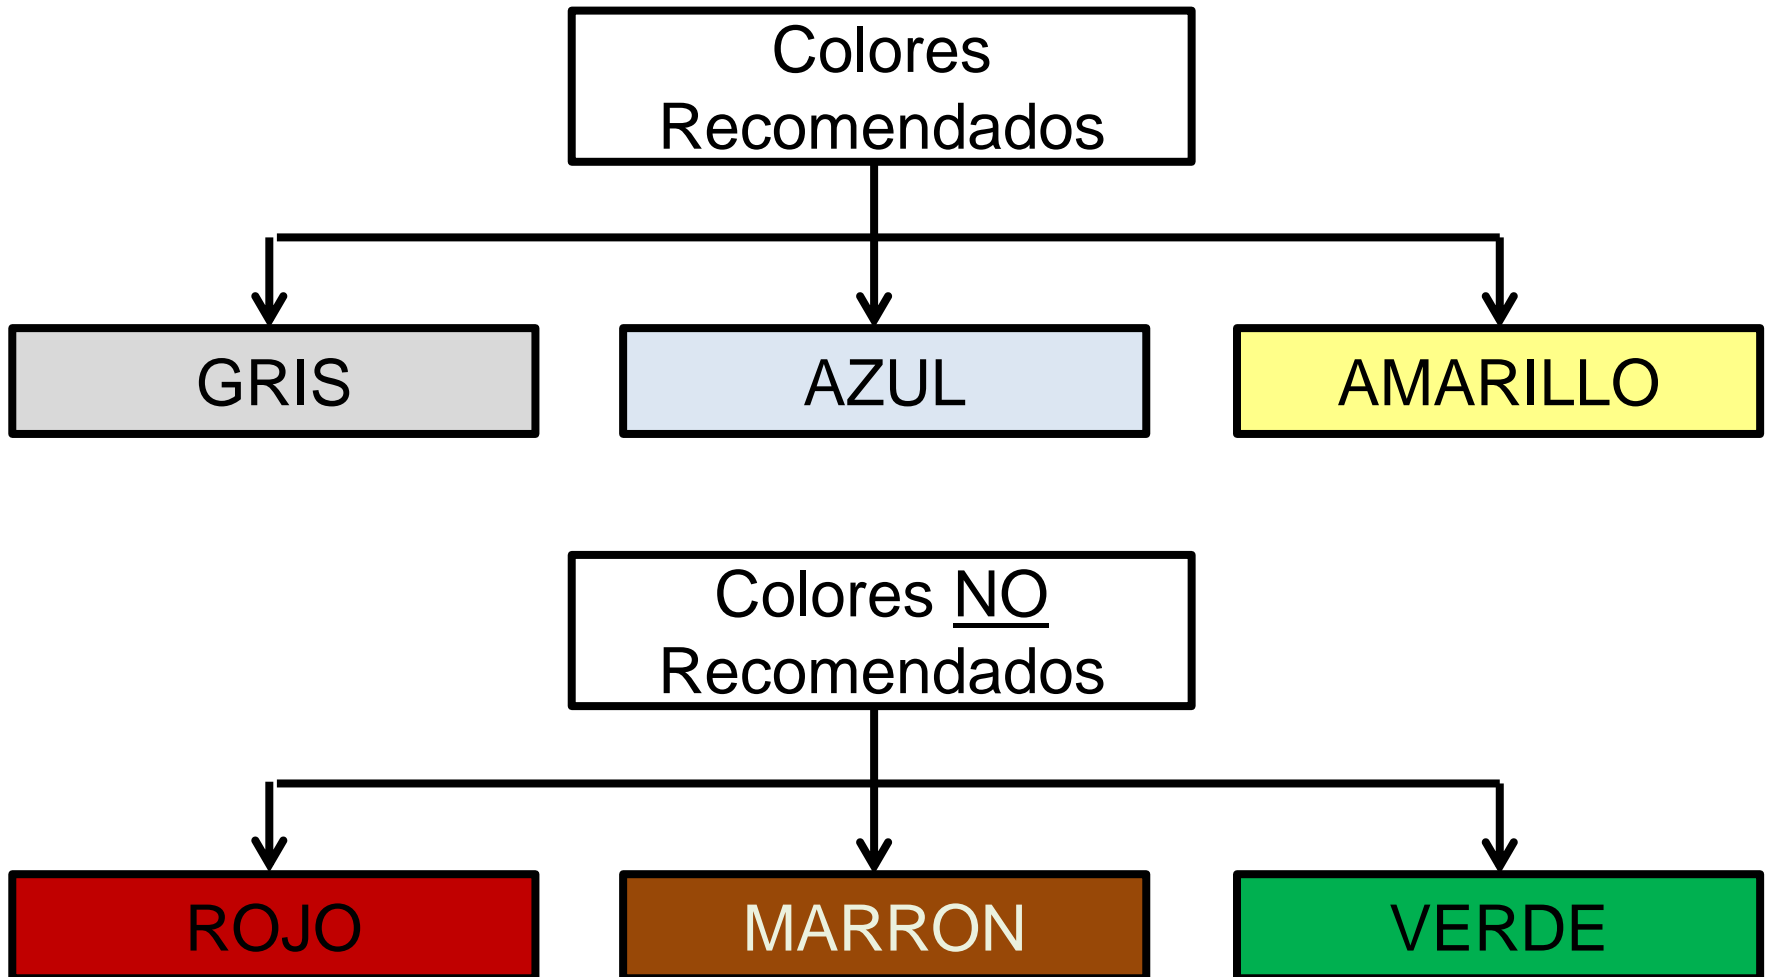 Colores
Recomendados
GRIS
AZUL
AMARILLO
Colores NO
Recomendados
ROJO
MARRON
VERDE